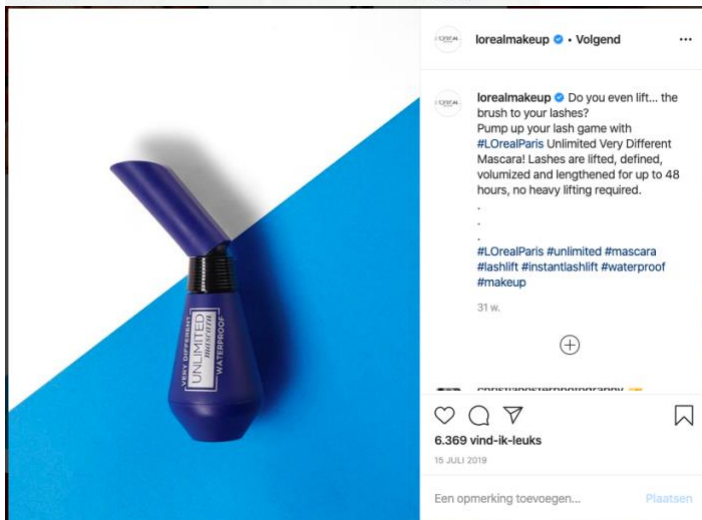 VERY DIFFERENT
UNLIMITED
mascara
WATERPROOF
lorealmakeup • Volgend
lorealmakeup Do you even lift... the
brush to your lashes?
Pump up your lash game with
#LOrealParis Unlimited Very Different
Mascara! Lashes are lifted, defined,
volumized and lengthened for up to 48
hours, no heavy lifting required.
.
.
.
#LOrealParis #unlimited #mascara
#lashlift #instantlashlift #waterproof
#makeup
31 w.
6.369 vind-ik-leuks
15 JULI 2019
Een opmerking toevoegen...
Plaatsen